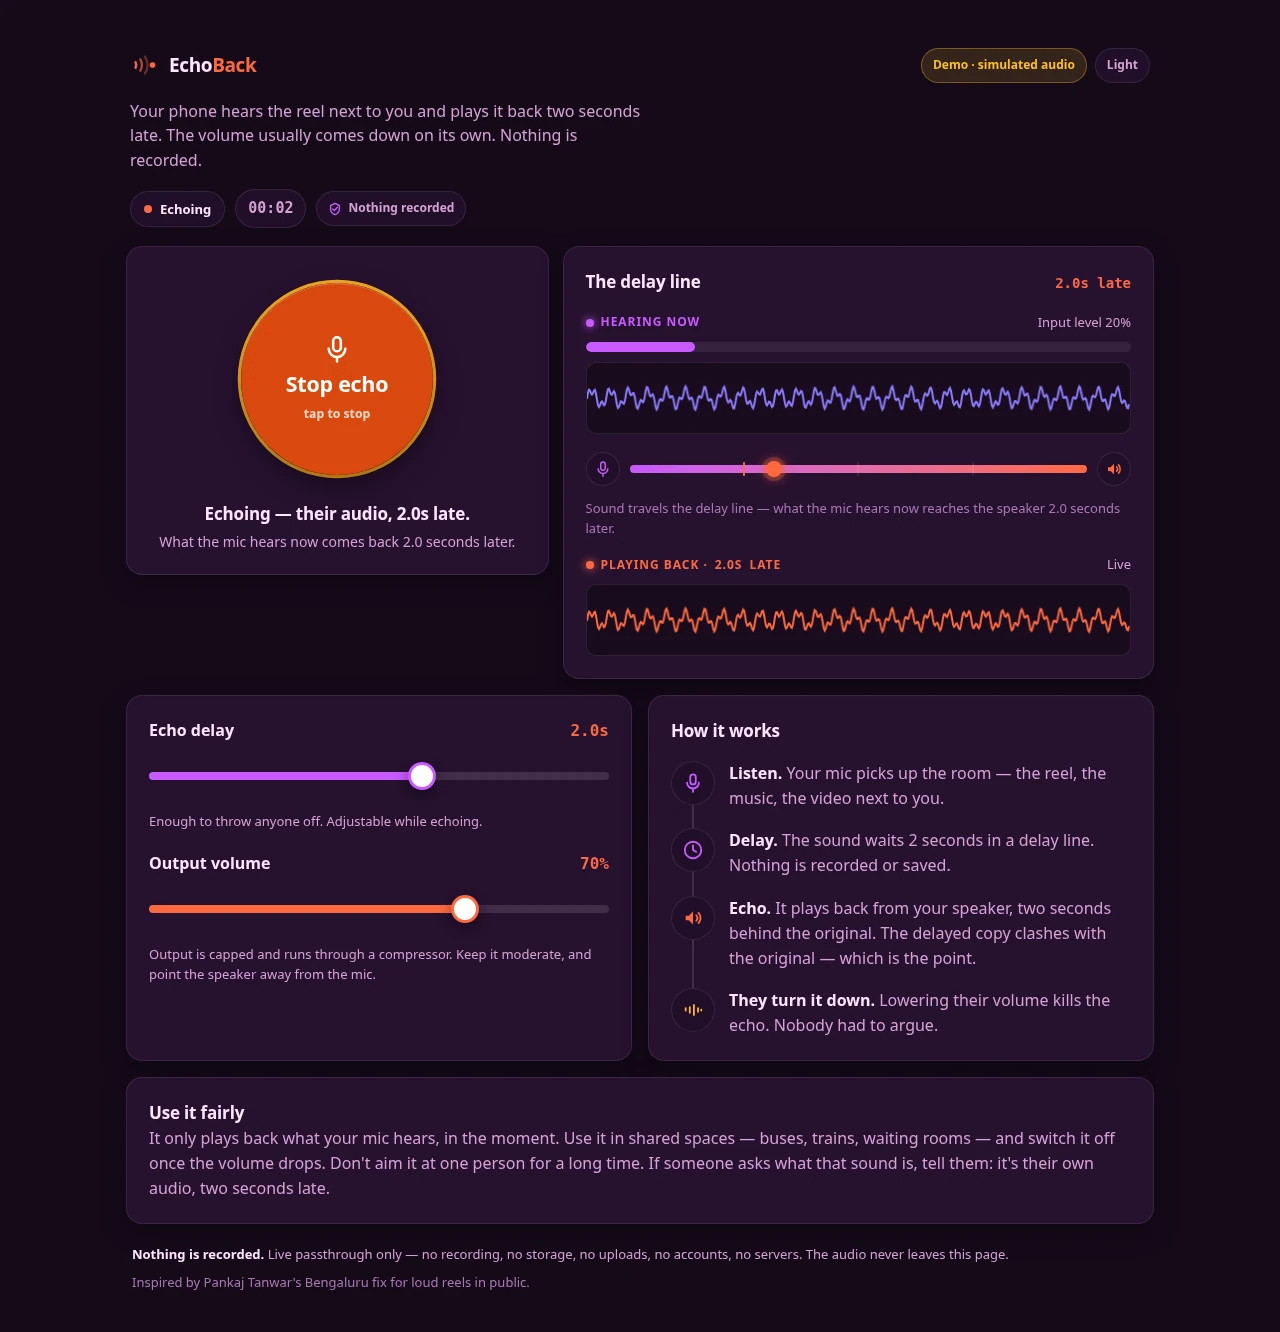 EchoBack
Demo · simulated audio
Light
Your phone hears the reel next to you and plays it back two seconds
late. The volume usually comes down on its own. Nothing is
recorded.
Echoing
00:02
Nothing recorded
Stop echo
tap to stop
Echoing — their audio, 2.0s late.
What the mic hears now comes back 2.0 seconds later.
The delay line
2.0s late
HEARING NOW
Input level 20%
Sound travels the delay line — what the mic hears now reaches the speaker 2.0 seconds
later.
PLAYING BACK · 2.0S LATE
Live
Echo delay
2.0s
Enough to throw anyone off. Adjustable while echoing.
Output volume
70%
Output is capped and runs through a compressor. Keep it moderate, and
point the speaker away from the mic.
How it works
Listen. Your mic picks up the room — the reel, the
music, the video next to you.
Delay. The sound waits 2 seconds in a delay line.
Nothing is recorded or saved.
Echo. It plays back from your speaker, two seconds
behind the original. The delayed copy clashes with
the original — which is the point.
They turn it down. Lowering their volume kills the
echo. Nobody had to argue.
Use it fairly
It only plays back what your mic hears, in the moment. Use it in shared spaces — buses, trains, waiting rooms — and switch it off
once the volume drops. Don't aim it at one person for a long time. If someone asks what that sound is, tell them: it's their own
audio, two seconds late.
Nothing is recorded. Live passthrough only — no recording, no storage, no uploads, no accounts, no servers. The audio never leaves this page.
Inspired by Pankaj Tanwar's Bengaluru fix for loud reels in public.